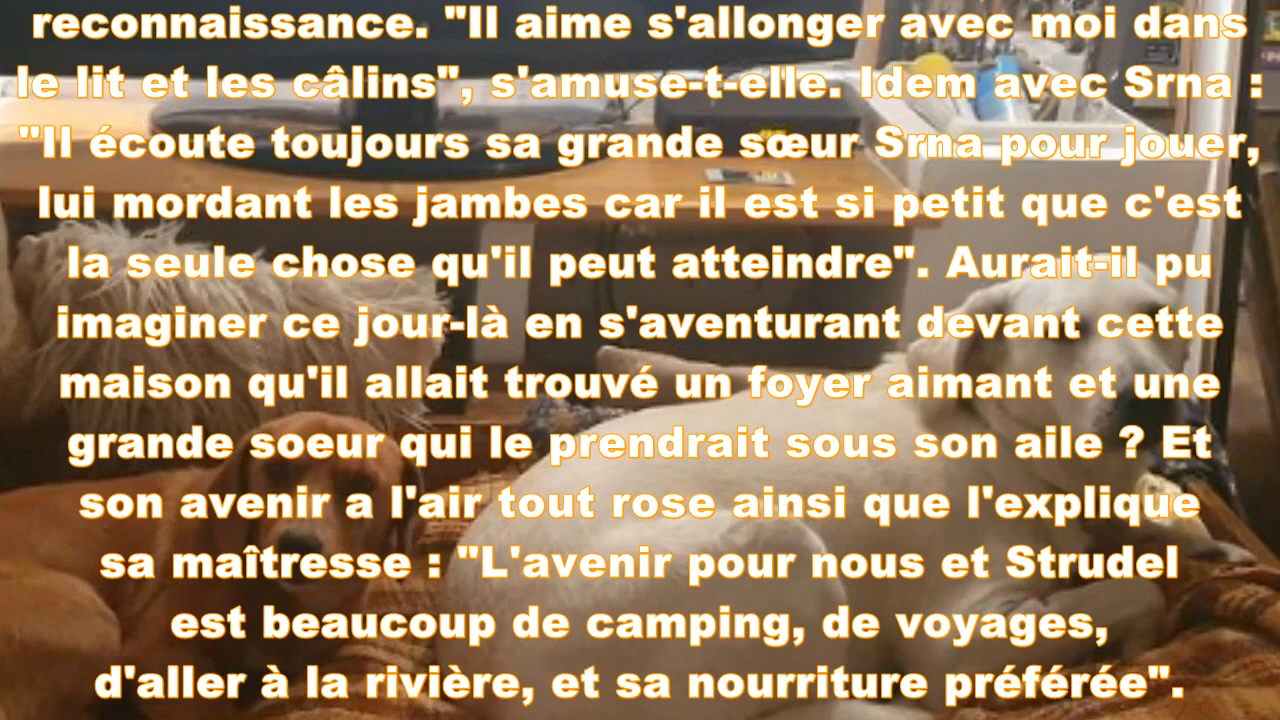 reconnaissance. "Il aime s'allonger avec moi dans
le lit et les câlins", s'amuse-t-elle. Idem avec Srna :
"Il écoute toujours sa grande sœur Srna pour jouer,
lui mordant les jambes car il est si petit que c'est
la seule chose qu'il peut atteindre". Aurait-il pu
imaginer ce jour-là en s'aventurant devant cette
maison qu'il allait trouvé un foyer aimant et une
grande soeur qui le prendrait sous son aile ? Et
son avenir a l'air tout rose ainsi que l'explique
sa maîtresse : "L'avenir pour nous et Strudel
est beaucoup de camping, de voyages,
d'aller à la rivière, et sa nourriture préférée".